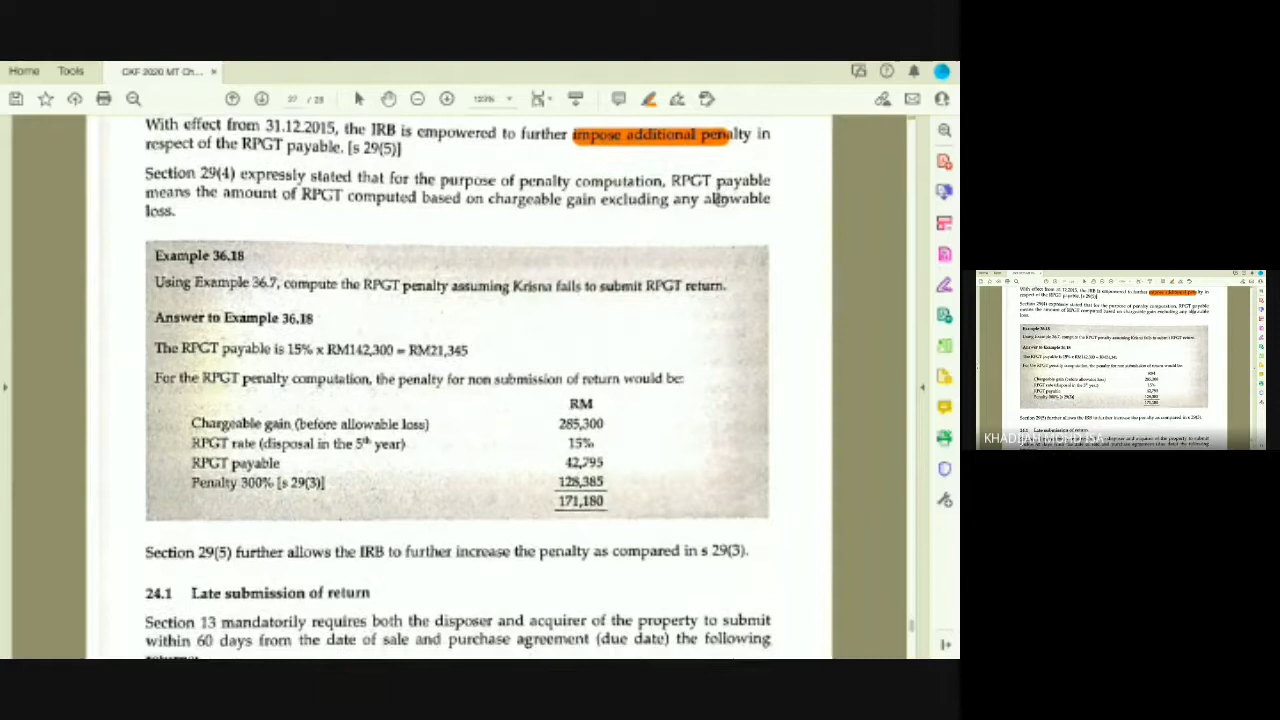 Home Tools CKF 2020 MT Ch... ×
27 / 28
With effect from 31.12.2015, the IRB is empowered to further impose additional penalty in
respect of the RPGT payable. [s 29(5)]
Section 29(4) expressly stated that for the purpose of penalty computation, RPGT payable
means the amount of RPGT computed based on chargeable gain excluding any allowable
loss.
Example 36.18
Using Example 36.7, compute the RPGT penalty assuming Krisna fails to submit RPGT return.
Answer to Example 36.18
The RPGT payable is 15% x RM142,300 = RM21,345
For the RPGT penalty computation, the penalty for non submission of return would be:
RM
Chargeable gain (before allowable loss) 285,300
RPGT rate (disposal in the 5th year) 15%
RPGT payable 42,795
Penalty 300% [s 29(3)] 128,385
171,180
Section 29(5) further allows the IRB to further increase the penalty as compared in s 29(3).
24.1 Late submission of return
Section 13 mandatorily requires both the disposer and acquirer of the property to submit
within 60 days from the date of sale and purchase agreement (due date) the following
KHADIJAH MOHD ISA